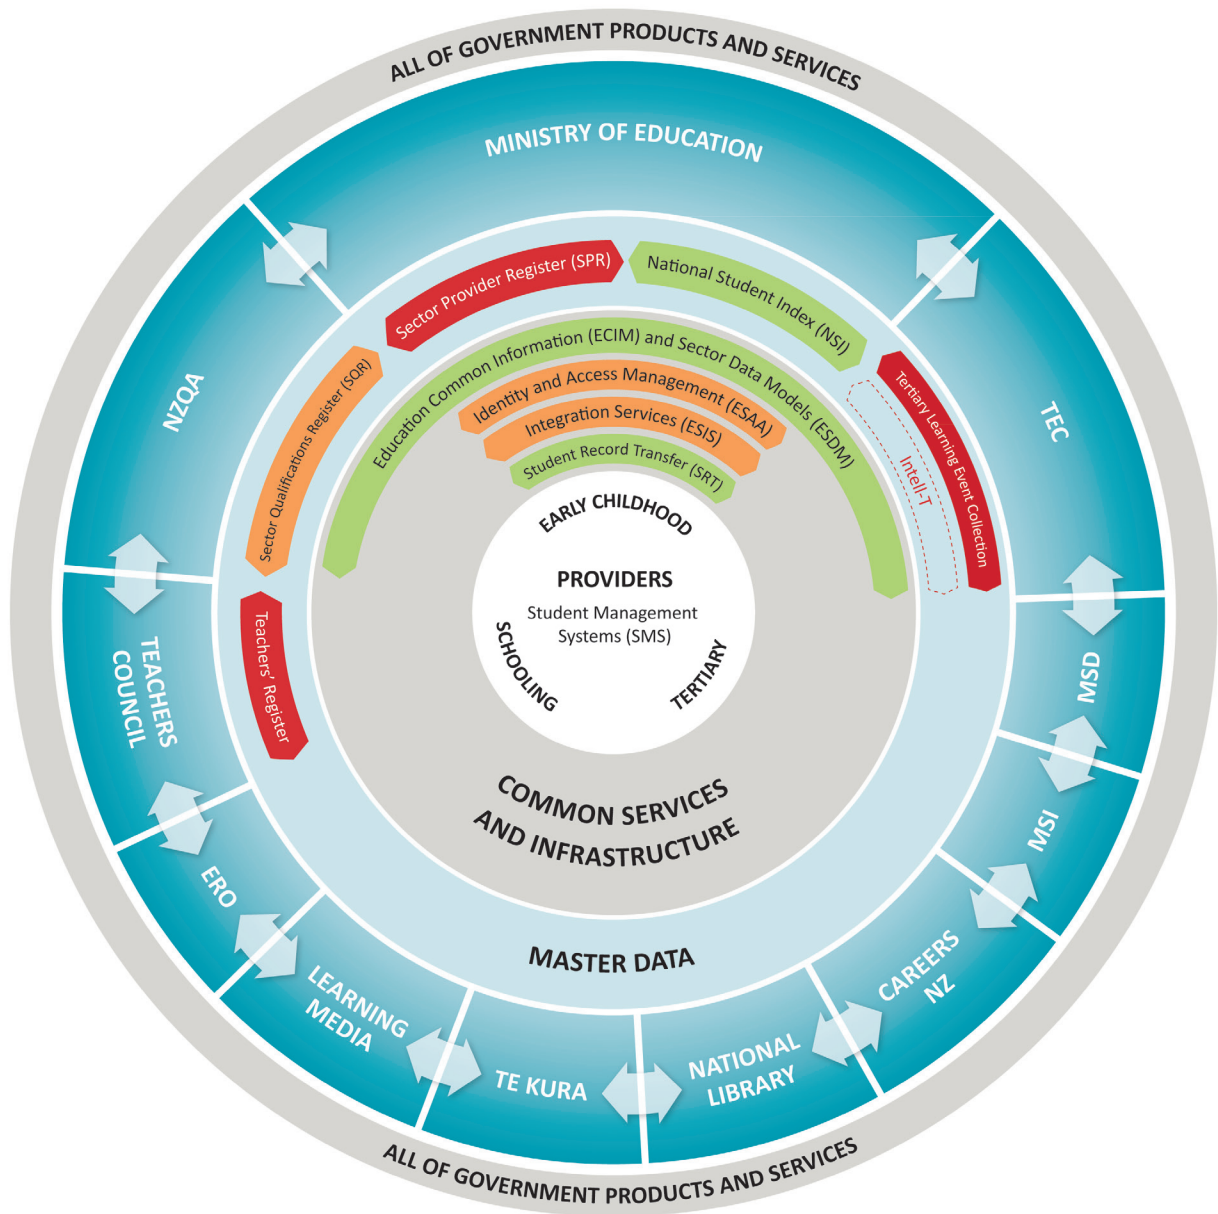 ALL OF GOVERNMENT PRODUCTS AND SERVICES
MINISTRY OF EDUCATION
NZQA
TEC
Sector Provider Register (SPR)
National Student Index (NSI)
Sector Qualifications Register (SQR)
Tertiary Learning Event Collection
Intell-T
Teachers' Register
Education Common Information (ECIM) and Sector Data Models (ESDM)
Identity and Access Management (ESAA)
Integration Services (ESIS)
Student Record Transfer (SRT)
EARLY CHILDHOOD
PROVIDERS
Student Management
Systems (SMS)
SCHOOLING
TERTIARY
COMMON SERVICES
AND INFRASTRUCTURE
MASTER DATA
TEACHERS
COUNCIL
MSD
ERO
MSI
LEARNING
MEDIA
CAREERS
NZ
TE KURA
NATIONAL
LIBRARY
ALL OF GOVERNMENT PRODUCTS AND SERVICES